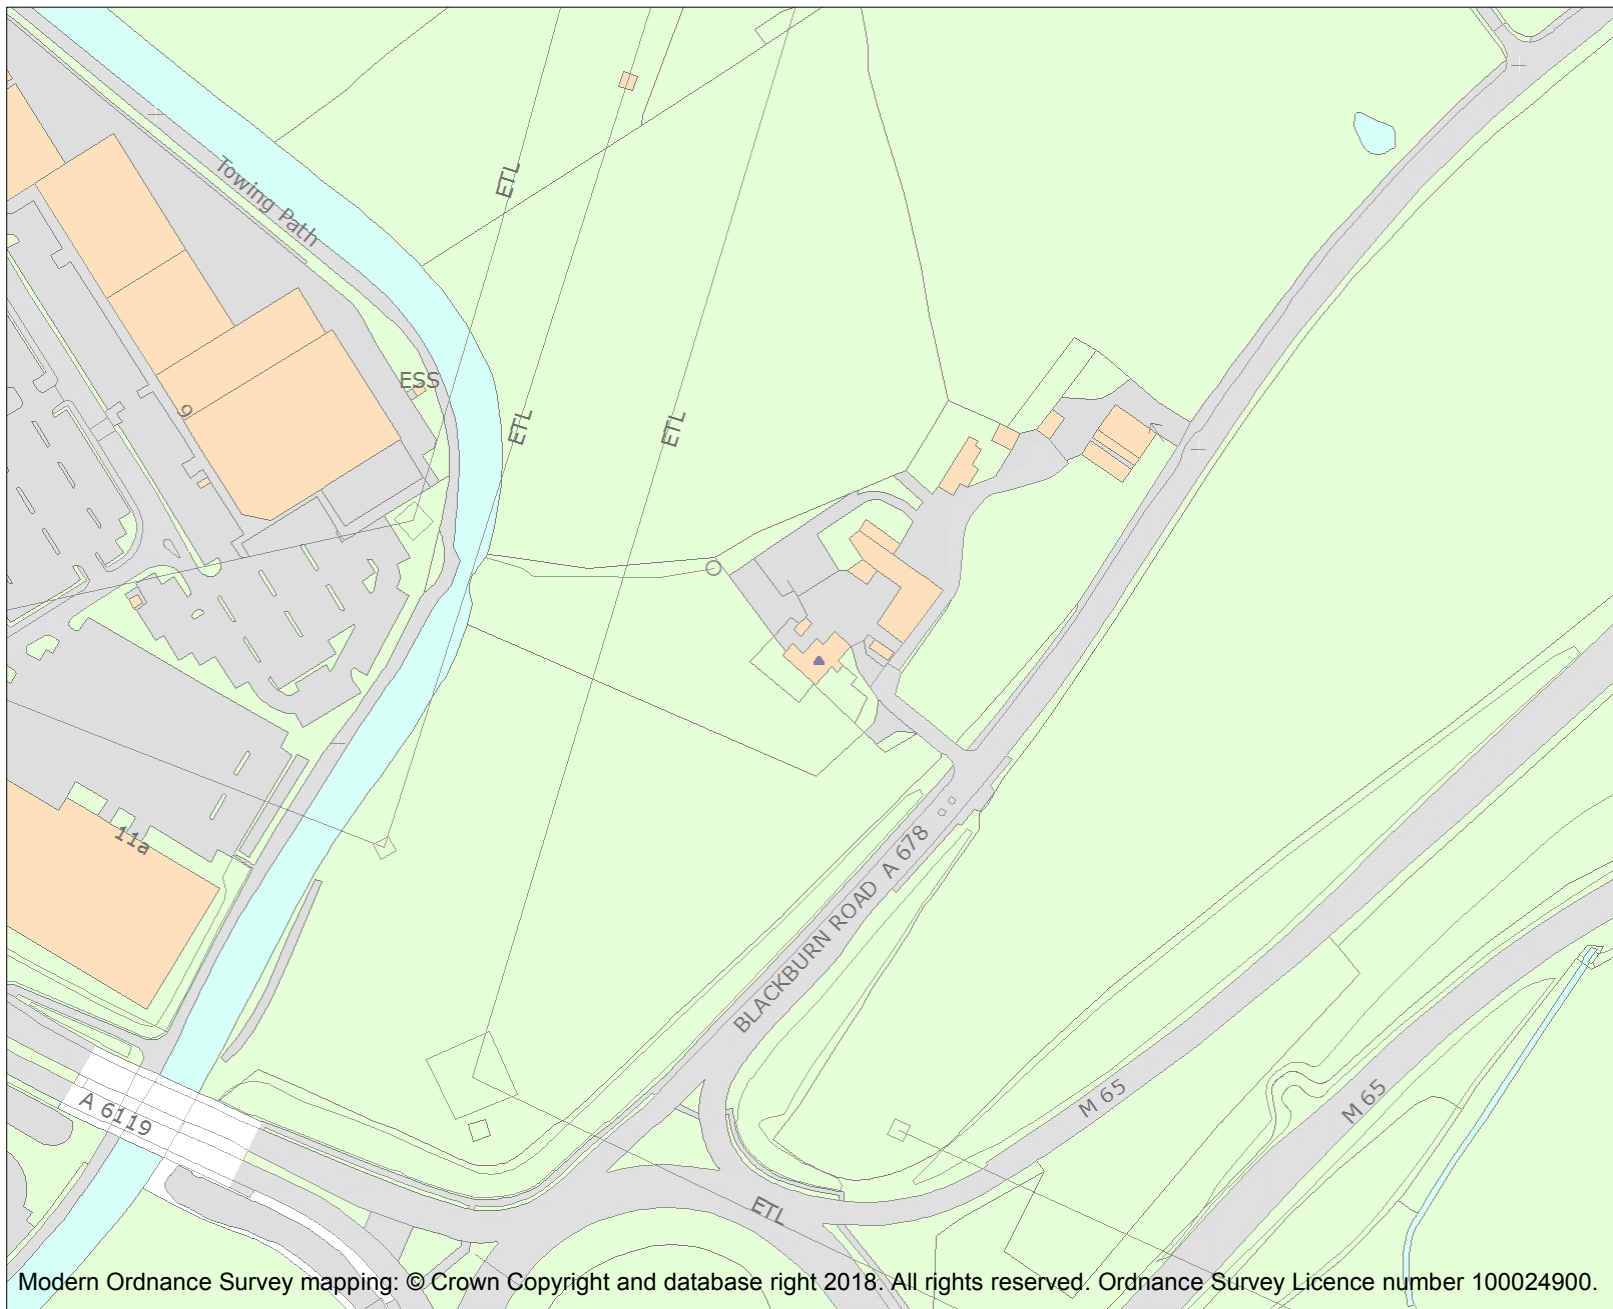 Towing Path
ETL
ESS
9
ETL
ETL
11a
BLACKBURN ROAD A 678
A 6119
M 65
M 65
ETL
Modern Ordnance Survey mapping: © Crown Copyright and database right 2018. All rights reserved. Ordnance Survey Licence number 100024900.